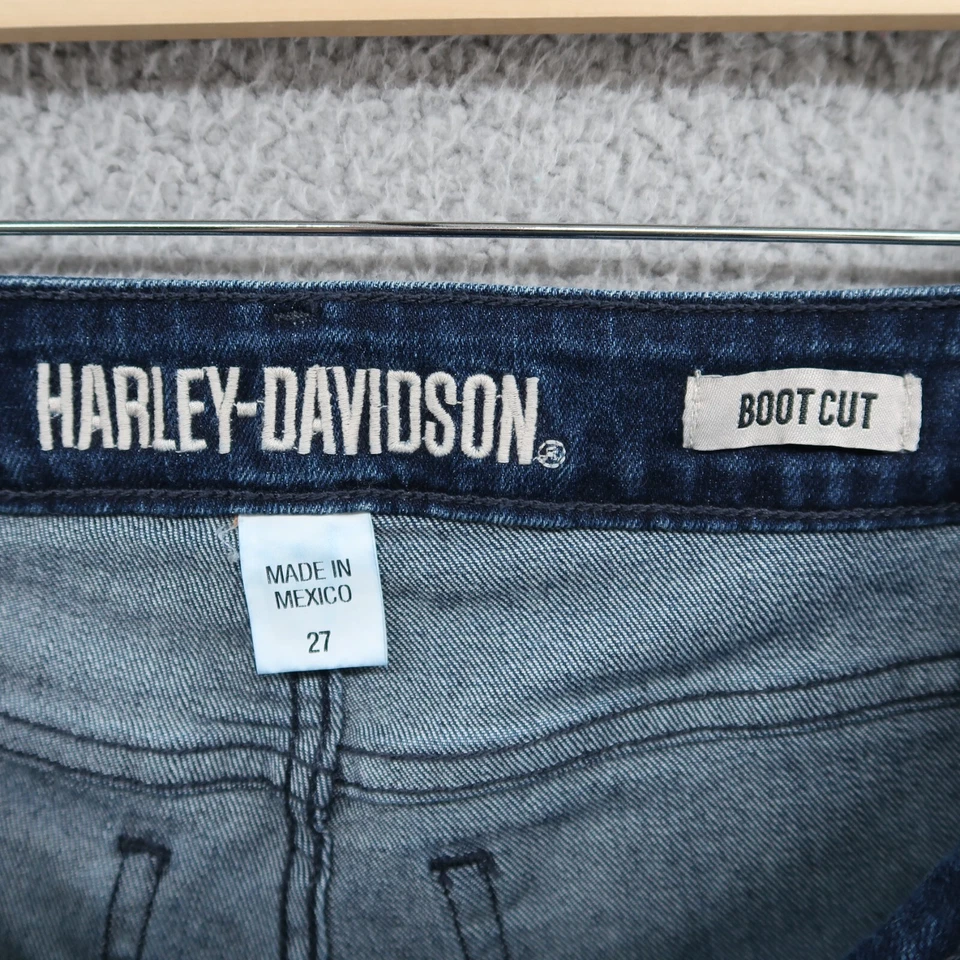 HARLEY-DAVIDSON®
BOOT CUT
MADE IN
MEXICO
27